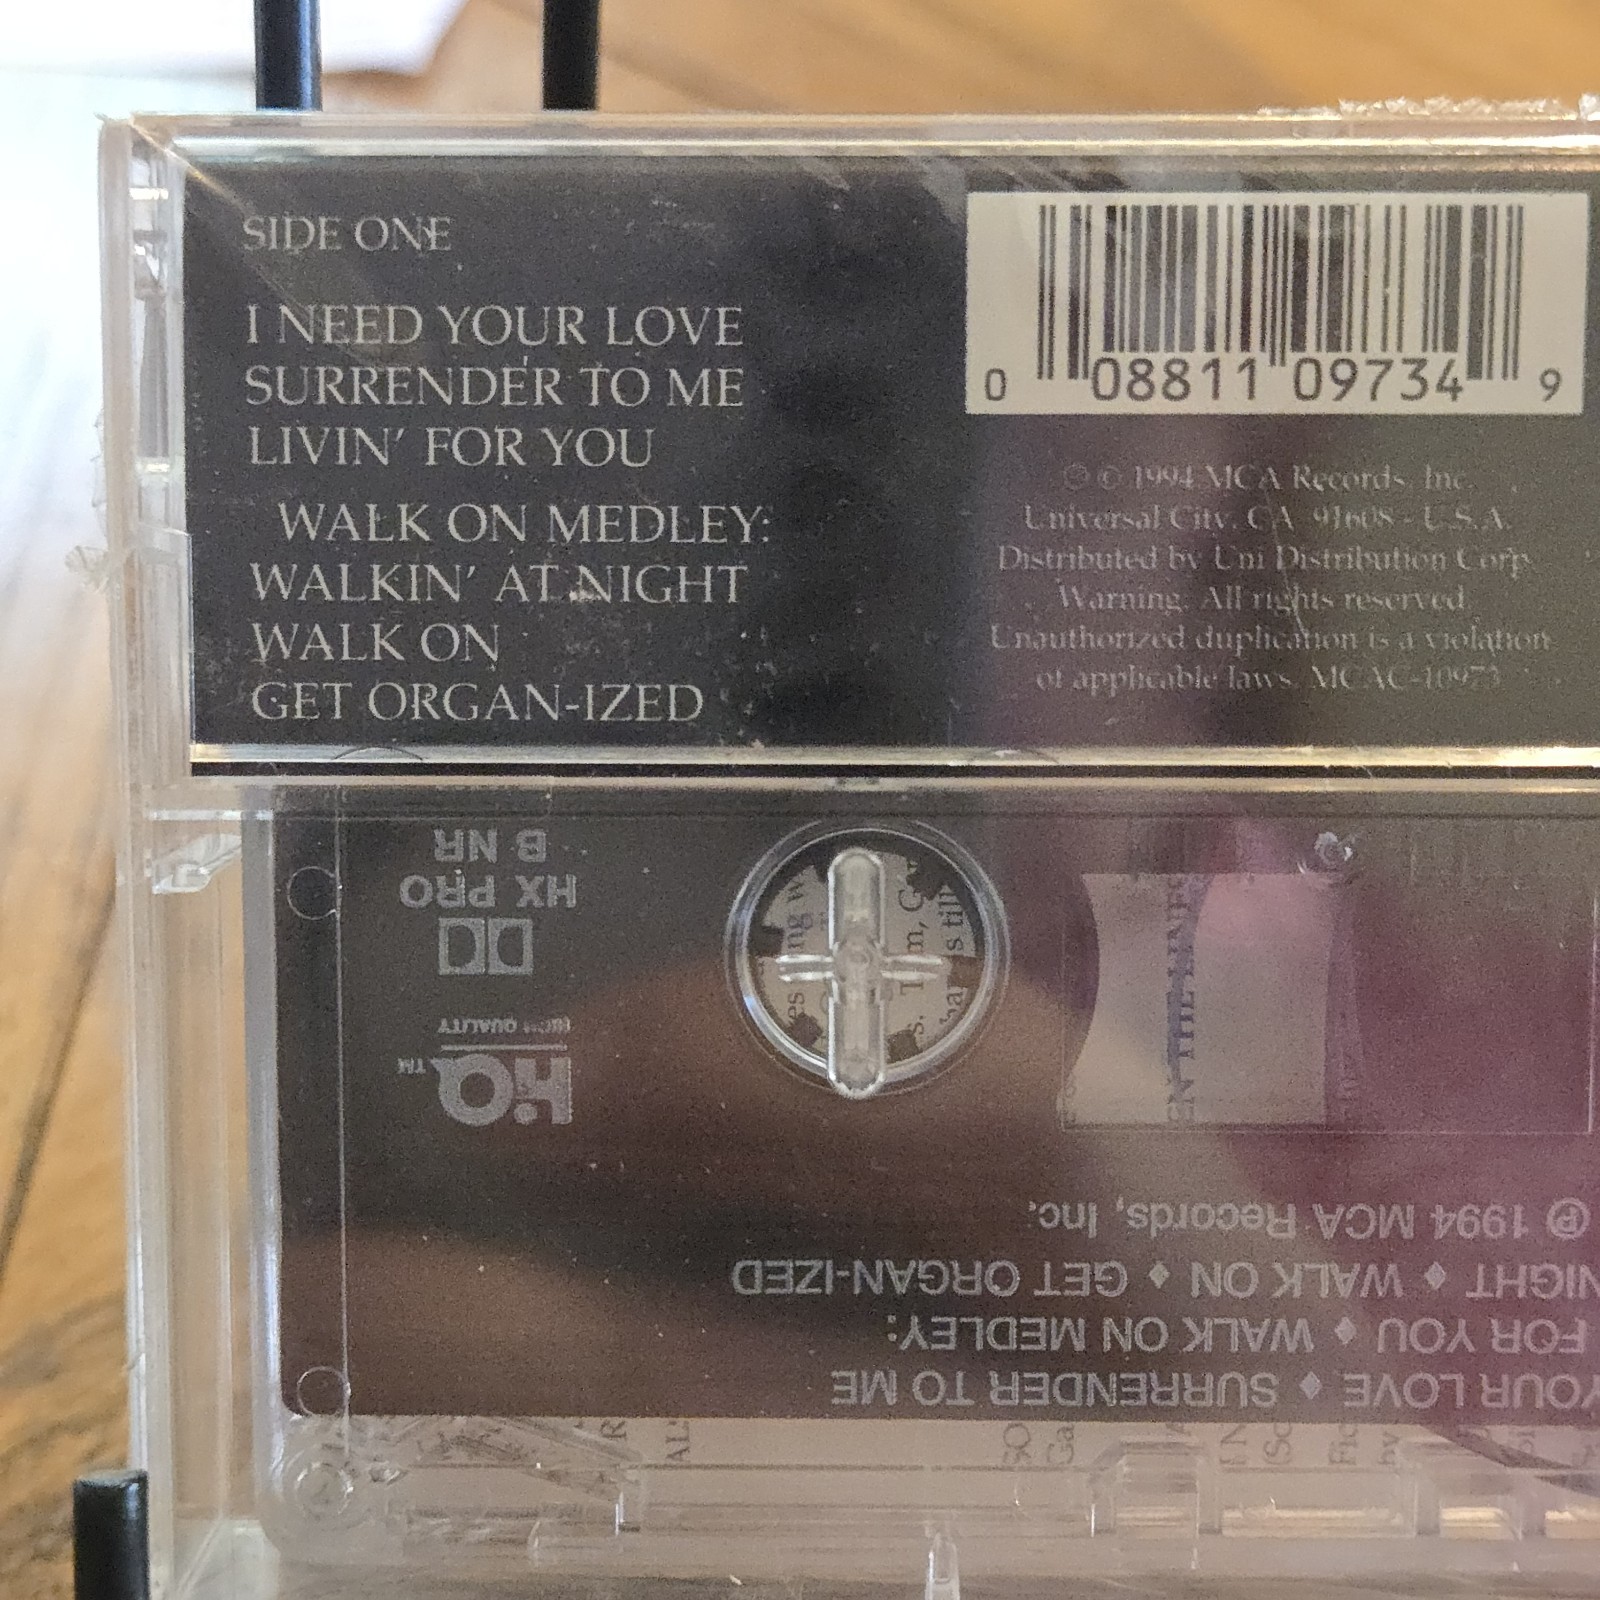 SIDE ONE
I NEED YOUR LOVE
SURRENDER TO ME
LIVIN' FOR YOU
WALK ON MEDLEY:
WALKIN' AT NIGHT
WALK ON
GET ORGAN-IZED
0 08811 09734 9
℗ © 1994 MCA Records, Inc.
Universal City, CA 91608 - U.S.A.
Distributed by Uni Distribution Corp.
Warning: All rights reserved.
Unauthorized duplication is a violation
of applicable laws. MCAC-10973
B NR
HX PRO
HIGH QUALITY
HQ™
YOUR LOVE ♦ SURRENDER TO ME
FOR YOU ♦ WALK ON MEDLEY:
NIGHT ♦ WALK ON ♦ GET ORGAN-IZED
℗ 1994 MCA Records, Inc.